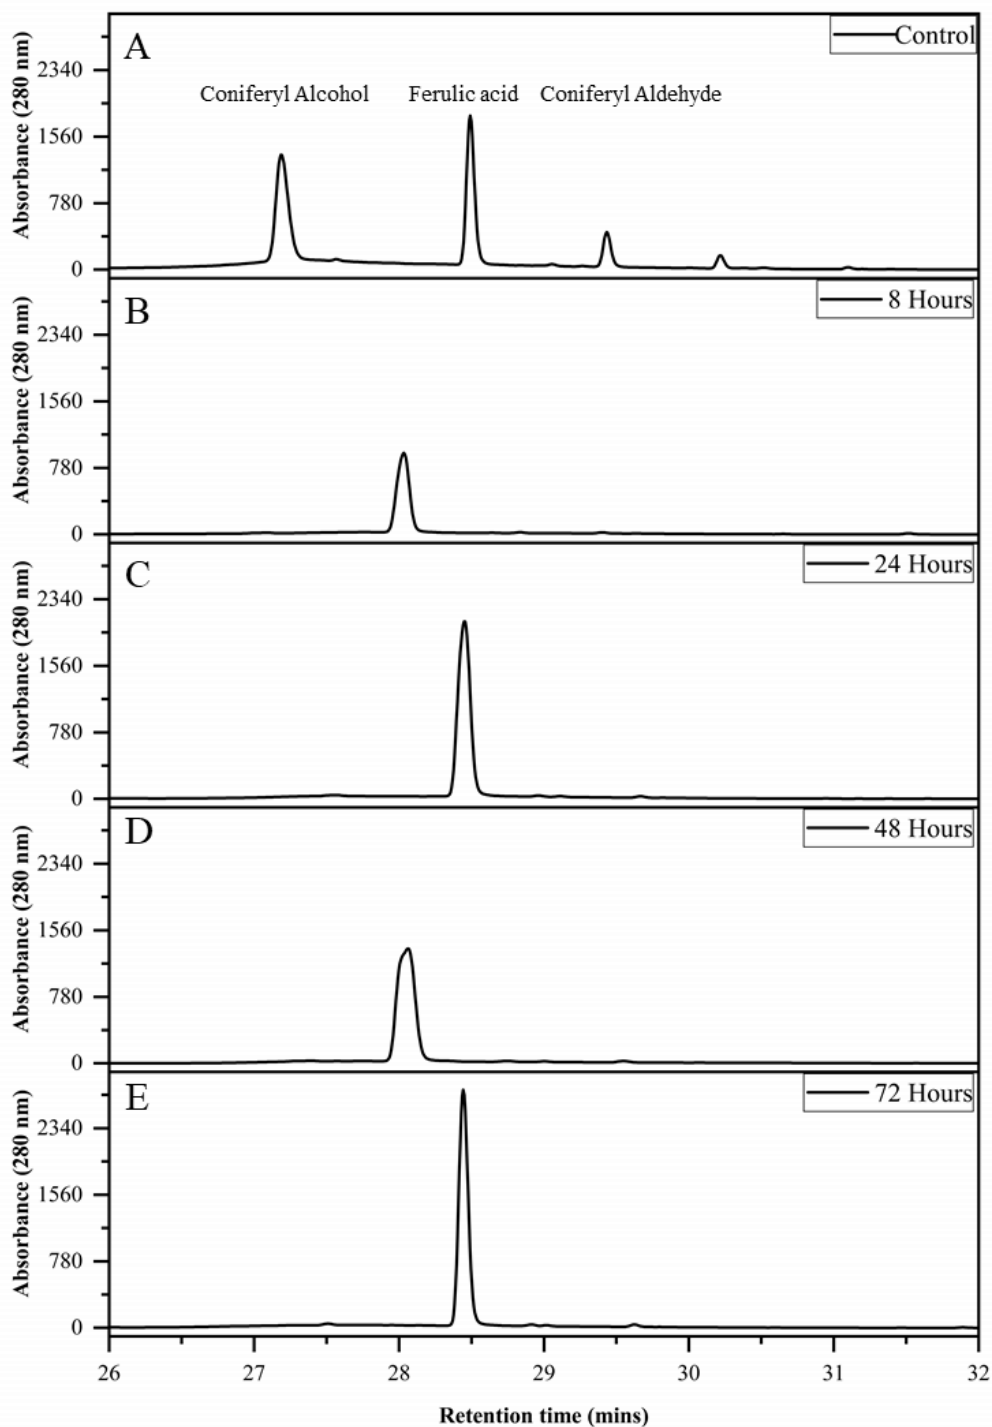 A
Control
Coniferyl Alcohol Ferulic acid Coniferyl Aldehyde
Absorbance (280 nm)
2340
1560
780
0
B
8 Hours
Absorbance (280 nm)
2340
1560
780
0
C
24 Hours
Absorbance (280 nm)
2340
1560
780
0
D
48 Hours
Absorbance (280 nm)
2340
1560
780
0
E
72 Hours
Absorbance (280 nm)
2340
1560
780
0
26 27 28 29 30 31 32
Retention time (mins)